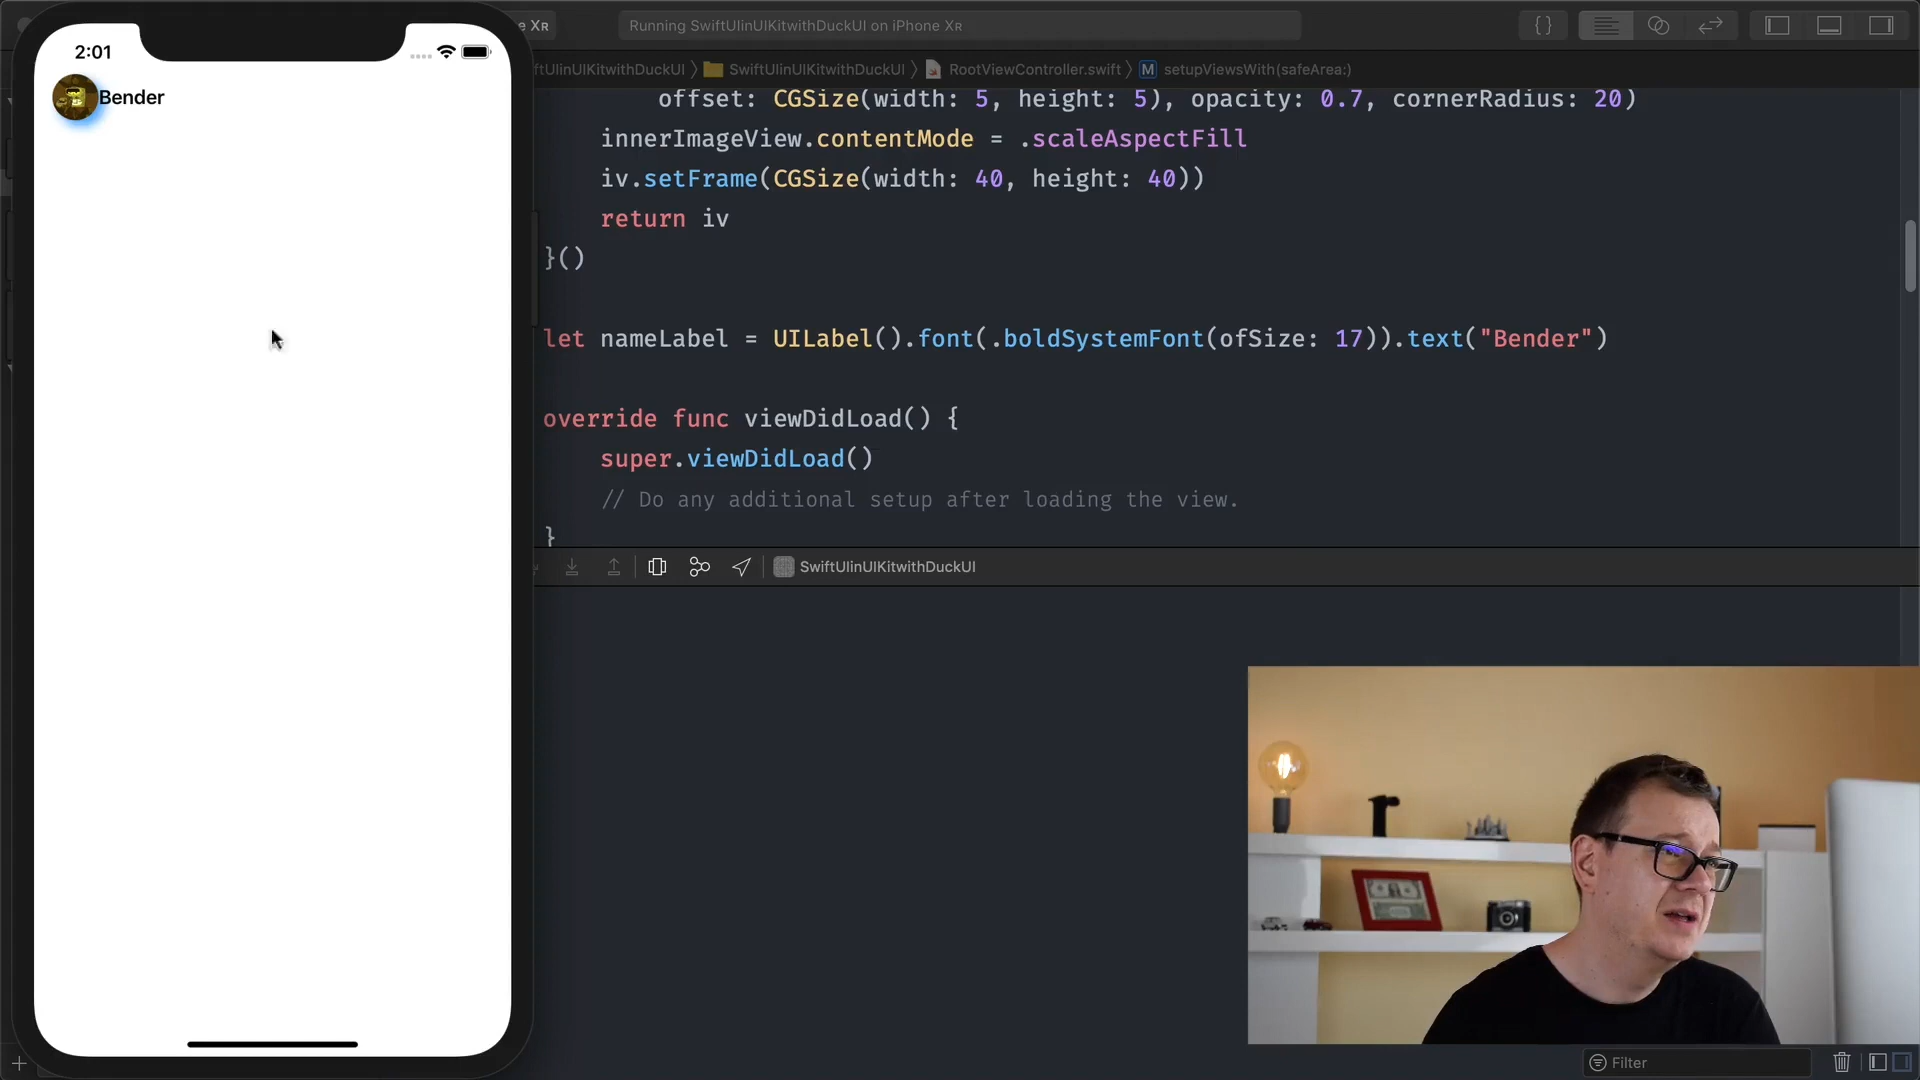 2:01
Bender
e XR
Running SwiftUIinUIKitwithDuckUI on iPhone XR
ftUIinUIKitwithDuckUI 〉 SwiftUIinUIKitwithDuckUI 〉 RootViewController.swift 〉 M setupViewsWith(safeArea:)
offset: CGSize(width: 5, height: 5), opacity: 0.7, cornerRadius: 20)
innerImageView.contentMode = .scaleAspectFill
iv.setFrame(CGSize(width: 40, height: 40))
return iv
}()
let nameLabel = UILabel().font(.boldSystemFont(ofSize: 17)).text("Bender")
override func viewDidLoad() {
super.viewDidLoad()
// Do any additional setup after loading the view.
}
SwiftUIinUIKitwithDuckUI
Filter